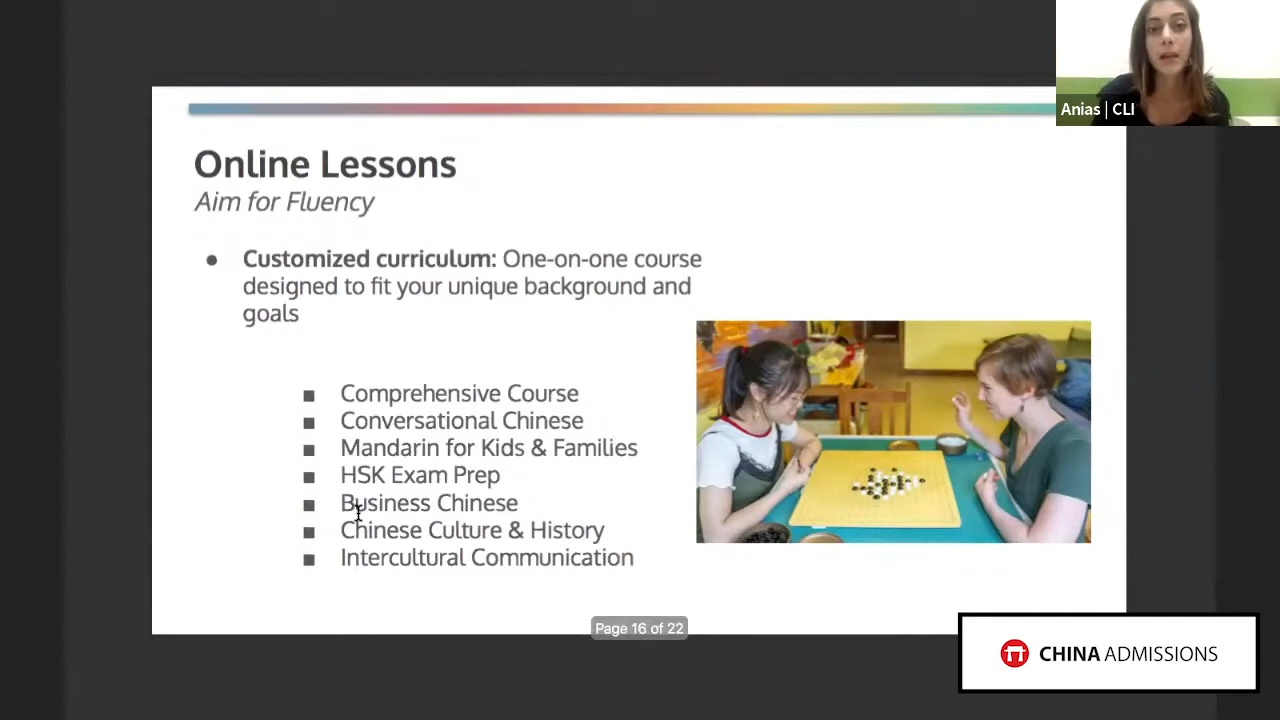 Anias | CLI
Online Lessons
Aim for Fluency
● Customized curriculum: One-on-one course
designed to fit your unique background and
goals
■ Comprehensive Course
■ Conversational Chinese
■ Mandarin for Kids & Families
■ HSK Exam Prep
■ Business Chinese
■ Chinese Culture & History
■ Intercultural Communication
Page 16 of 22
CHINA ADMISSIONS